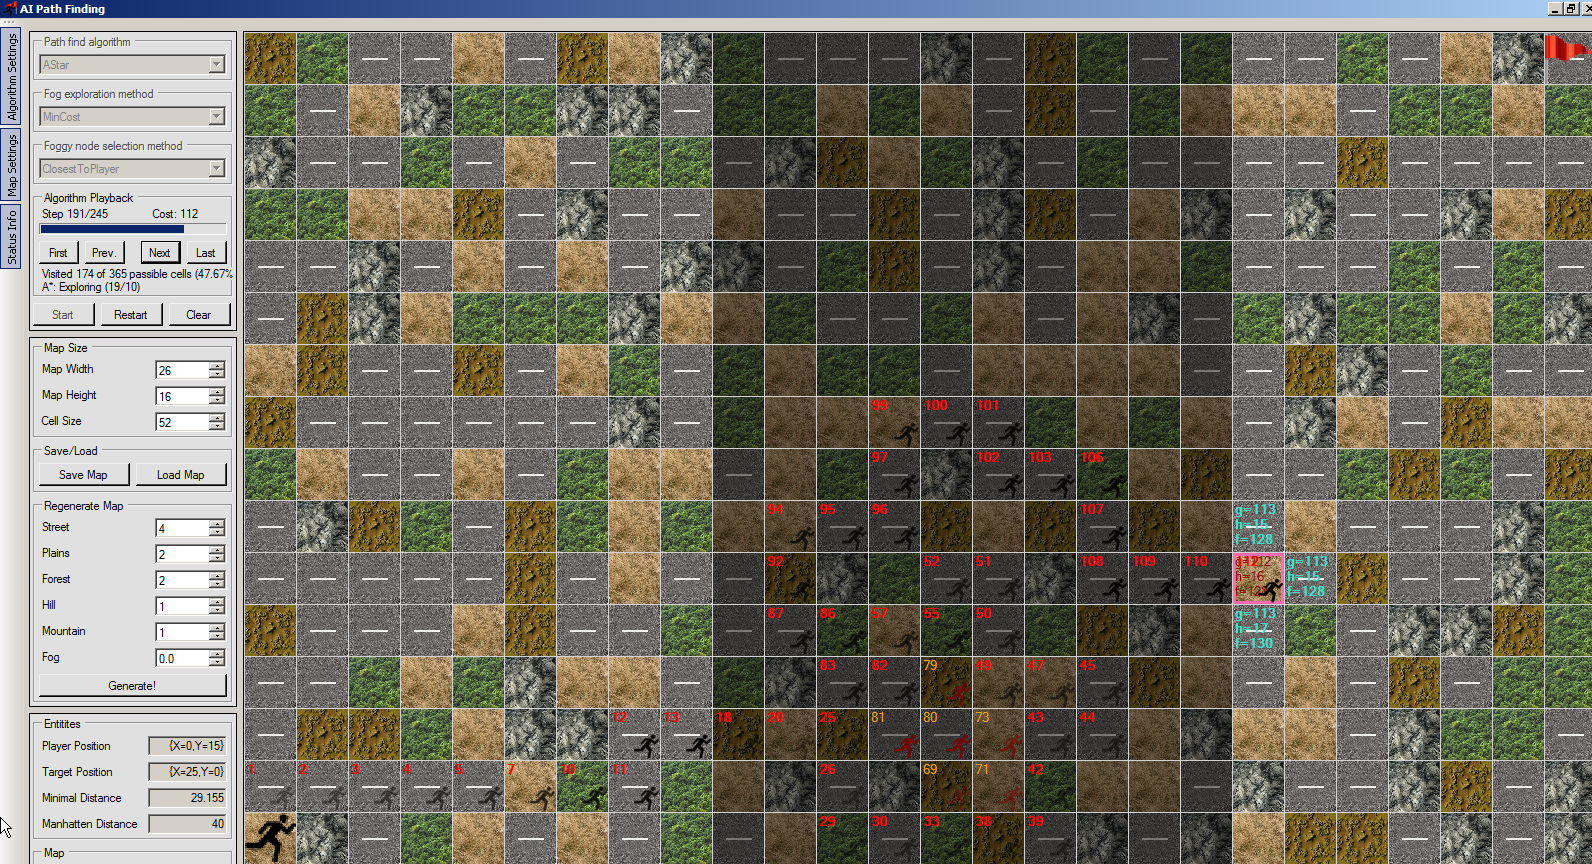 AI Path Finding
Algorithm Settings
Map Settings
Status Info
Path find algorithm
AStar
Fog exploration method
MinCost
Foggy node selection method
ClosestToPlayer
Algorithm Playback
Step 191/245 Cost: 112
First Prev. Next Last
Visited 174 of 365 passible cells (47.67%
A*: Exploring (19/10)
Start Restart Clear
Map Size
Map Width 26
Map Height 16
Cell Size 52
Save/Load
Save Map Load Map
Regenerate Map
Street 4
Plains 2
Forest 2
Hill 1
Mountain 1
Fog 0.0
Generate!
Entitites
Player Position {X=0,Y=15}
Target Position {X=25,Y=0}
Minimal Distance 29.155
Manhatten Distance 40
Map
99 100 101
97 102 103 106
94 95 96 107
g=113
h=15
f=128
92 52 51 108 109 110 112
h=16
g=113
h=15
f=128
87 86 57 55 50
g=113
h=17
f=130
83 82 79 48 47 45
12 13 18 20 25 81 80 73 43 44
1 2 3 4 5 7 10 11 26 69 71 42
29 30 33 38 39